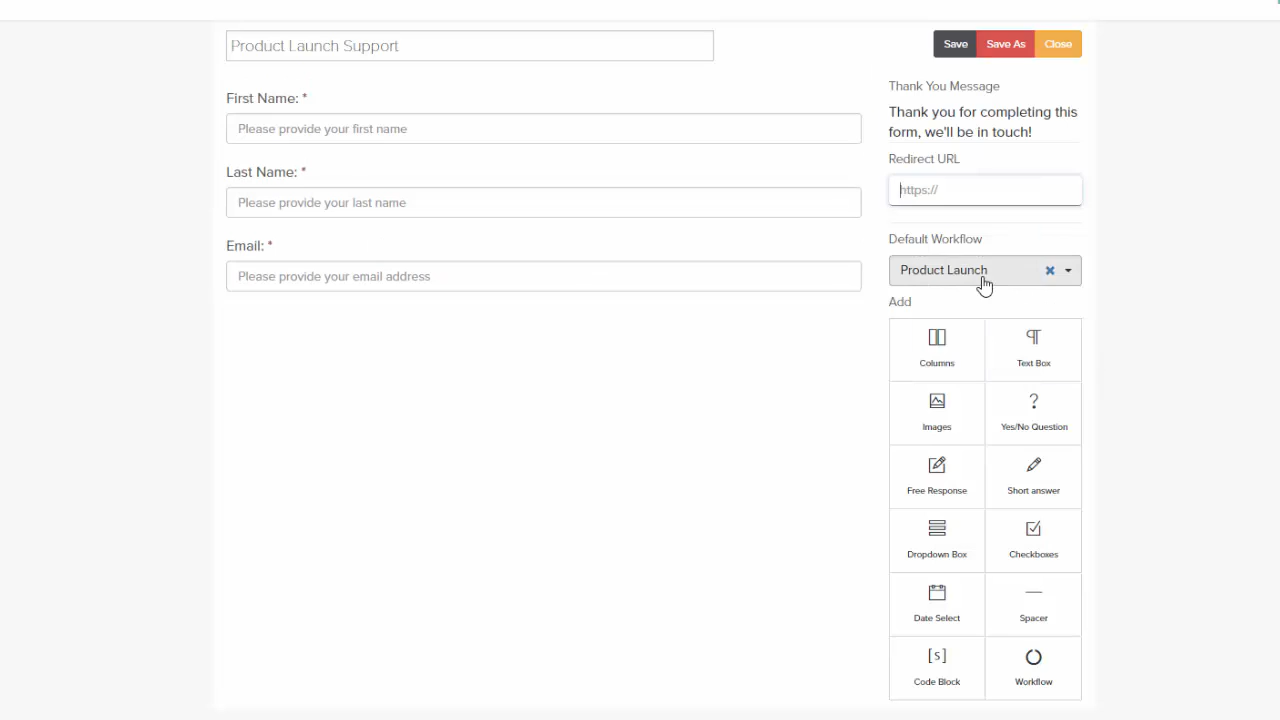 Product Launch Support
Save
Save As
Close
First Name: *
Please provide your first name
Last Name: *
Please provide your last name
Email: *
Please provide your email address
Thank You Message
Thank you for completing this
form, we'll be in touch!
Redirect URL
https://
Default Workflow
Product Launch
Add
Columns
Text Box
Images
Yes/No Question
Free Response
Short answer
Dropdown Box
Checkboxes
Date Select
Spacer
Code Block
Workflow